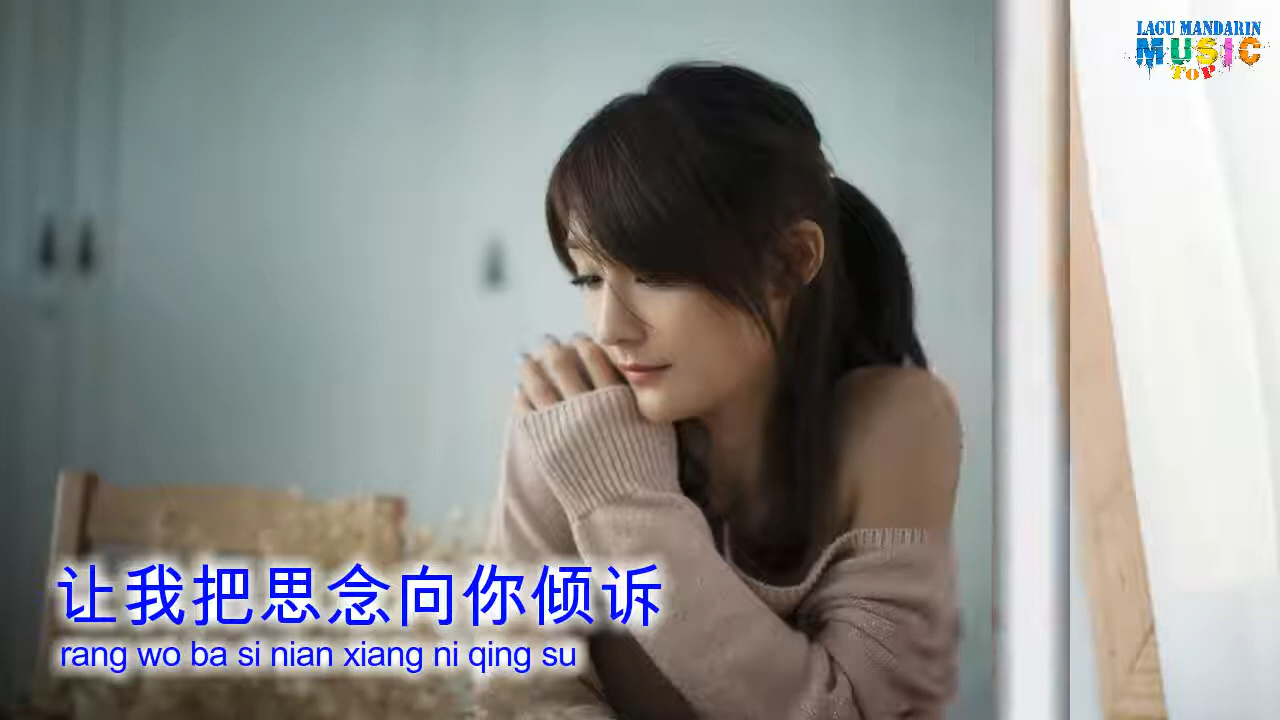 LAGU MANDARIN
MUSIC
TOP
让我把思念向你倾诉
rang wo ba si nian xiang ni qing su